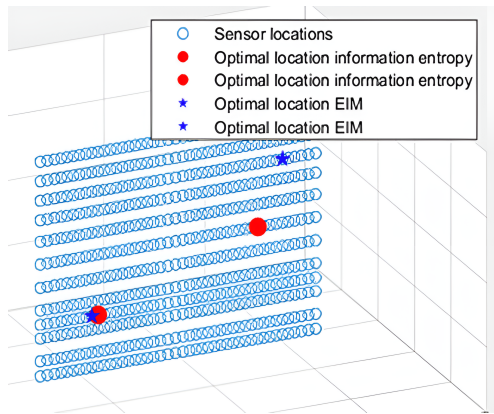 Sensor locations
Optimal location information entropy
Optimal location information entropy
Optimal location EIM
Optimal location EIM